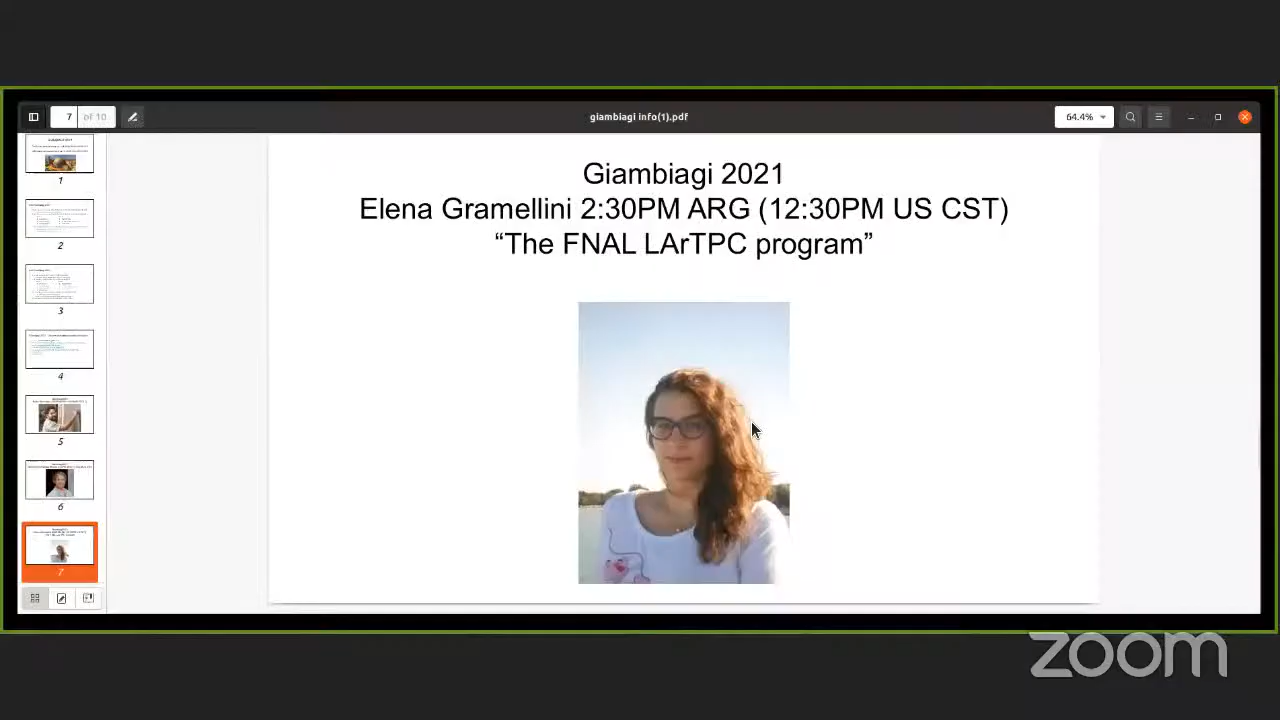 7 of 10
giambiagi info(1).pdf
64.4%
1
2
3
4
5
6
7
Giambiagi 2021
Elena Gramellini 2:30PM ARG (12:30PM US CST)
“The FNAL LArTPC program”
zoom